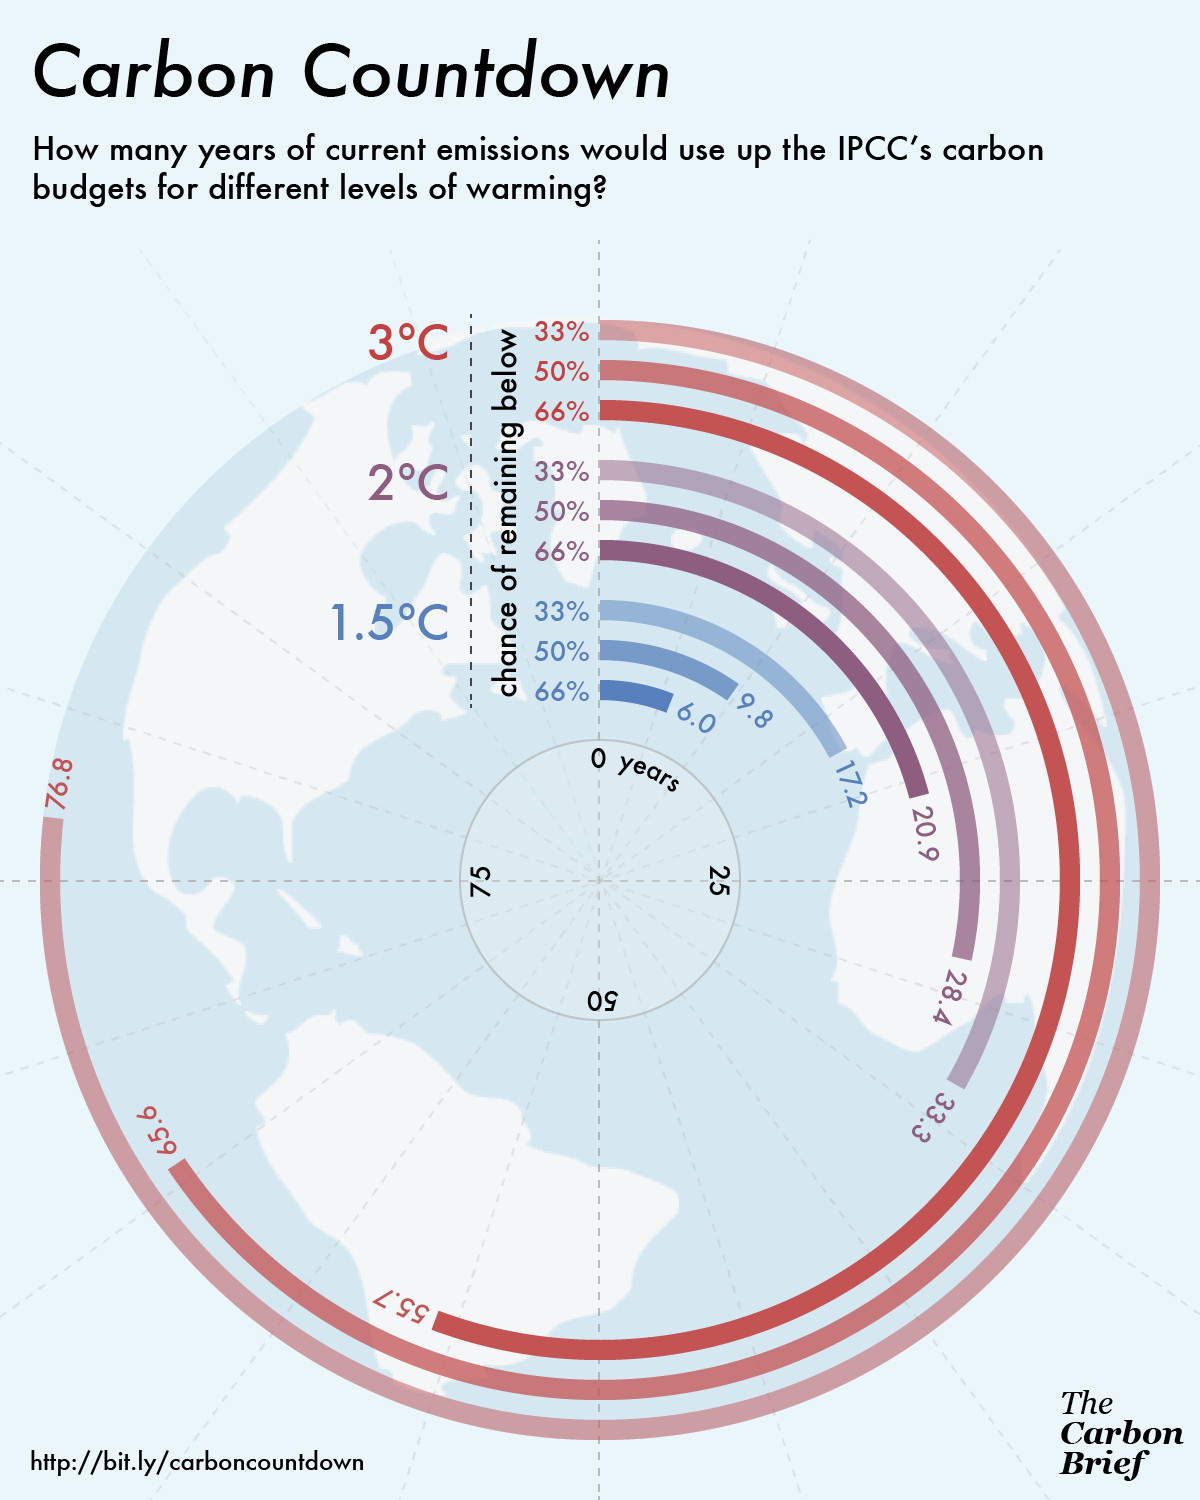 Carbon Countdown
How many years of current emissions would use up the IPCC's carbon
budgets for different levels of warming?
3°C
2°C
1.5°C
chance of remaining below
33%
50%
66%
33%
50%
66%
33%
50%
66%
76.8
65.6
55.7
33.3
28.4
20.9
17.2
9.8
6.0
0 years
25
50
75
http://bit.ly/carboncountdown
The
Carbon
Brief